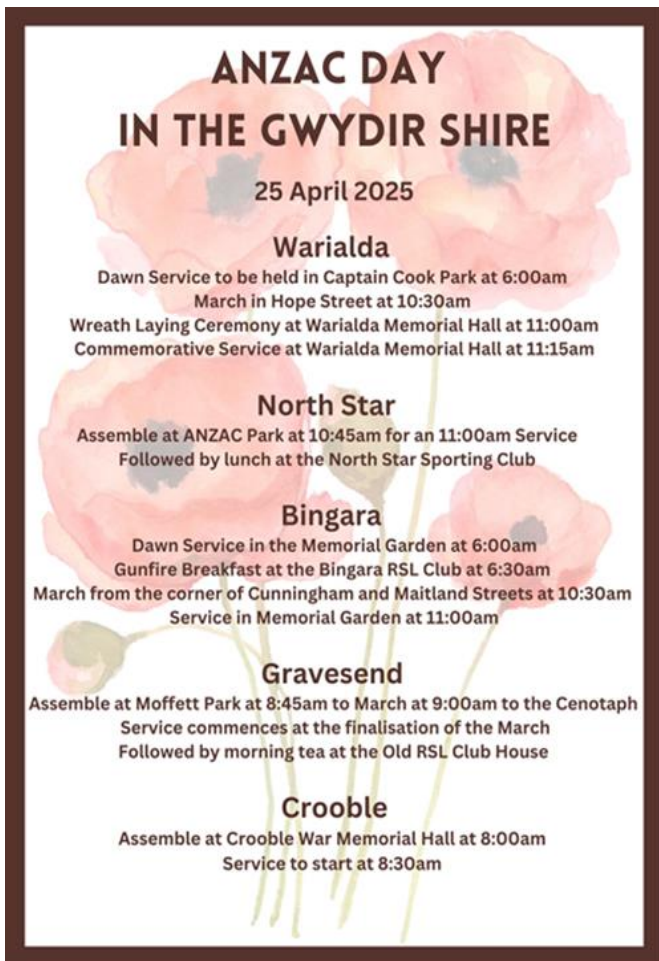 ANZAC DAY
IN THE GWYDIR SHIRE
25 April 2025
Warialda
Dawn Service to be held in Captain Cook Park at 6:00am
March in Hope Street at 10:30am
Wreath Laying Ceremony at Warialda Memorial Hall at 11:00am
Commemorative Service at Warialda Memorial Hall at 11:15am
North Star
Assemble at ANZAC Park at 10:45am for an 11:00am Service
Followed by lunch at the North Star Sporting Club
Bingara
Dawn Service in the Memorial Garden at 6:00am
Gunfire Breakfast at the Bingara RSL Club at 6:30am
March from the corner of Cunningham and Maitland Streets at 10:30am
Service in Memorial Garden at 11:00am
Gravesend
Assemble at Moffett Park at 8:45am to March at 9:00am to the Cenotaph
Service commences at the finalisation of the March
Followed by morning tea at the Old RSL Club House
Crooble
Assemble at Crooble War Memorial Hall at 8:00am
Service to start at 8:30am